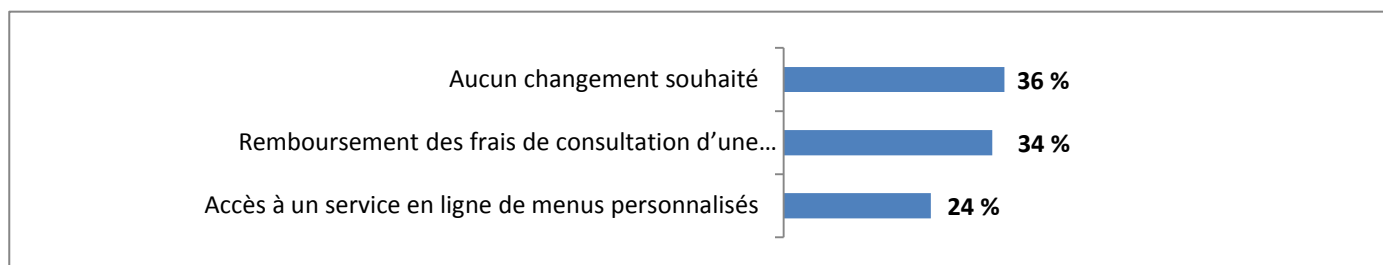 Aucun changement souhaité 36 %
Remboursement des frais de consultation d’une… 34 %
Accès à un service en ligne de menus personnalisés 24 %